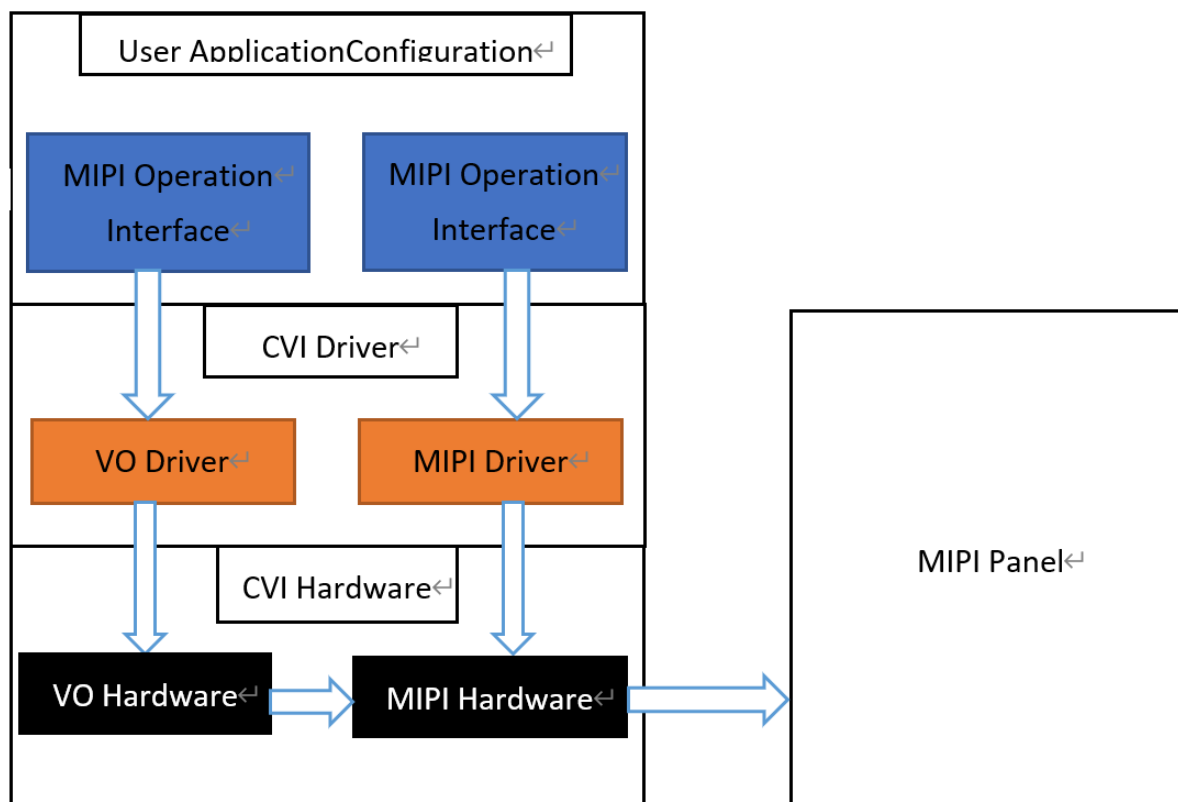 User ApplicationConfiguration↵
MIPI Operation↵
Interface↵
MIPI Operation↵
Interface↵
CVI Driver↵
VO Driver↵
MIPI Driver↵
CVI Hardware↵
VO Hardware↵
MIPI Hardware↵
MIPI Panel↵